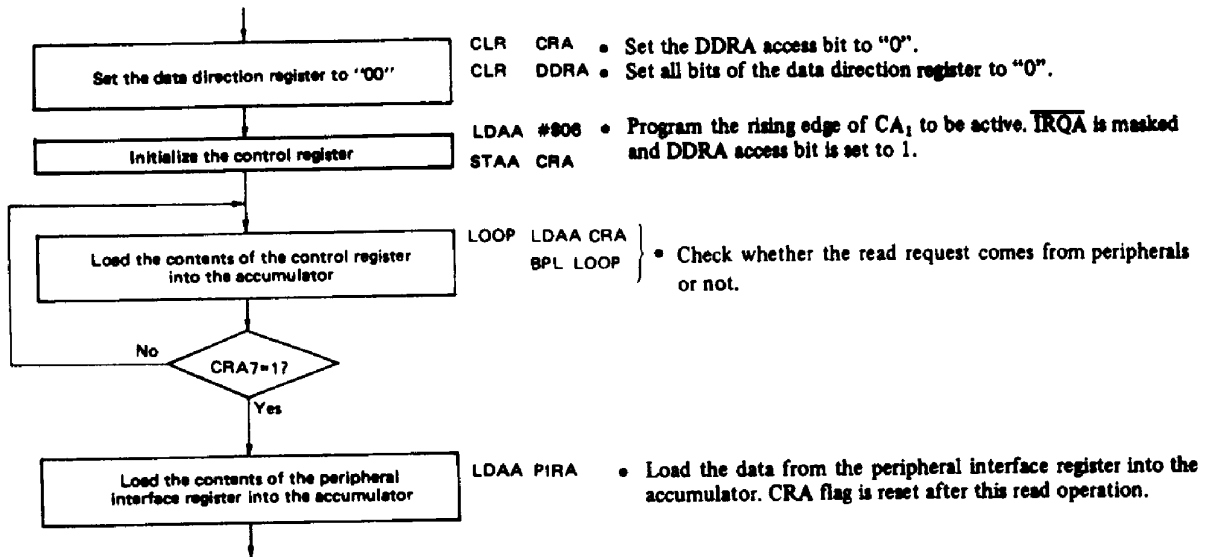 Set the data direction register to "00"
CLR CRA • Set the DDRA access bit to "0".
CLR DDRA • Set all bits of the data direction register to "0".
Initialize the control register
LDAA #$06 • Program the rising edge of CA1 to be active. IRQA is masked
and DDRA access bit is set to 1.
STAA CRA
Load the contents of the control register
into the accumulator
LOOP LDAA CRA
BPL LOOP
• Check whether the read request comes from peripherals
or not.
No
CRA7=1?
Yes
Load the contents of the peripheral
interface register into the accumulator
LDAA PIRA • Load the data from the peripheral interface register into the
accumulator. CRA flag is reset after this read operation.